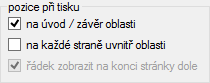 pozice při tisku
na úvod / závěr oblasti
na každé straně uvnitř oblasti
řádek zobrazit na konci stránky dole